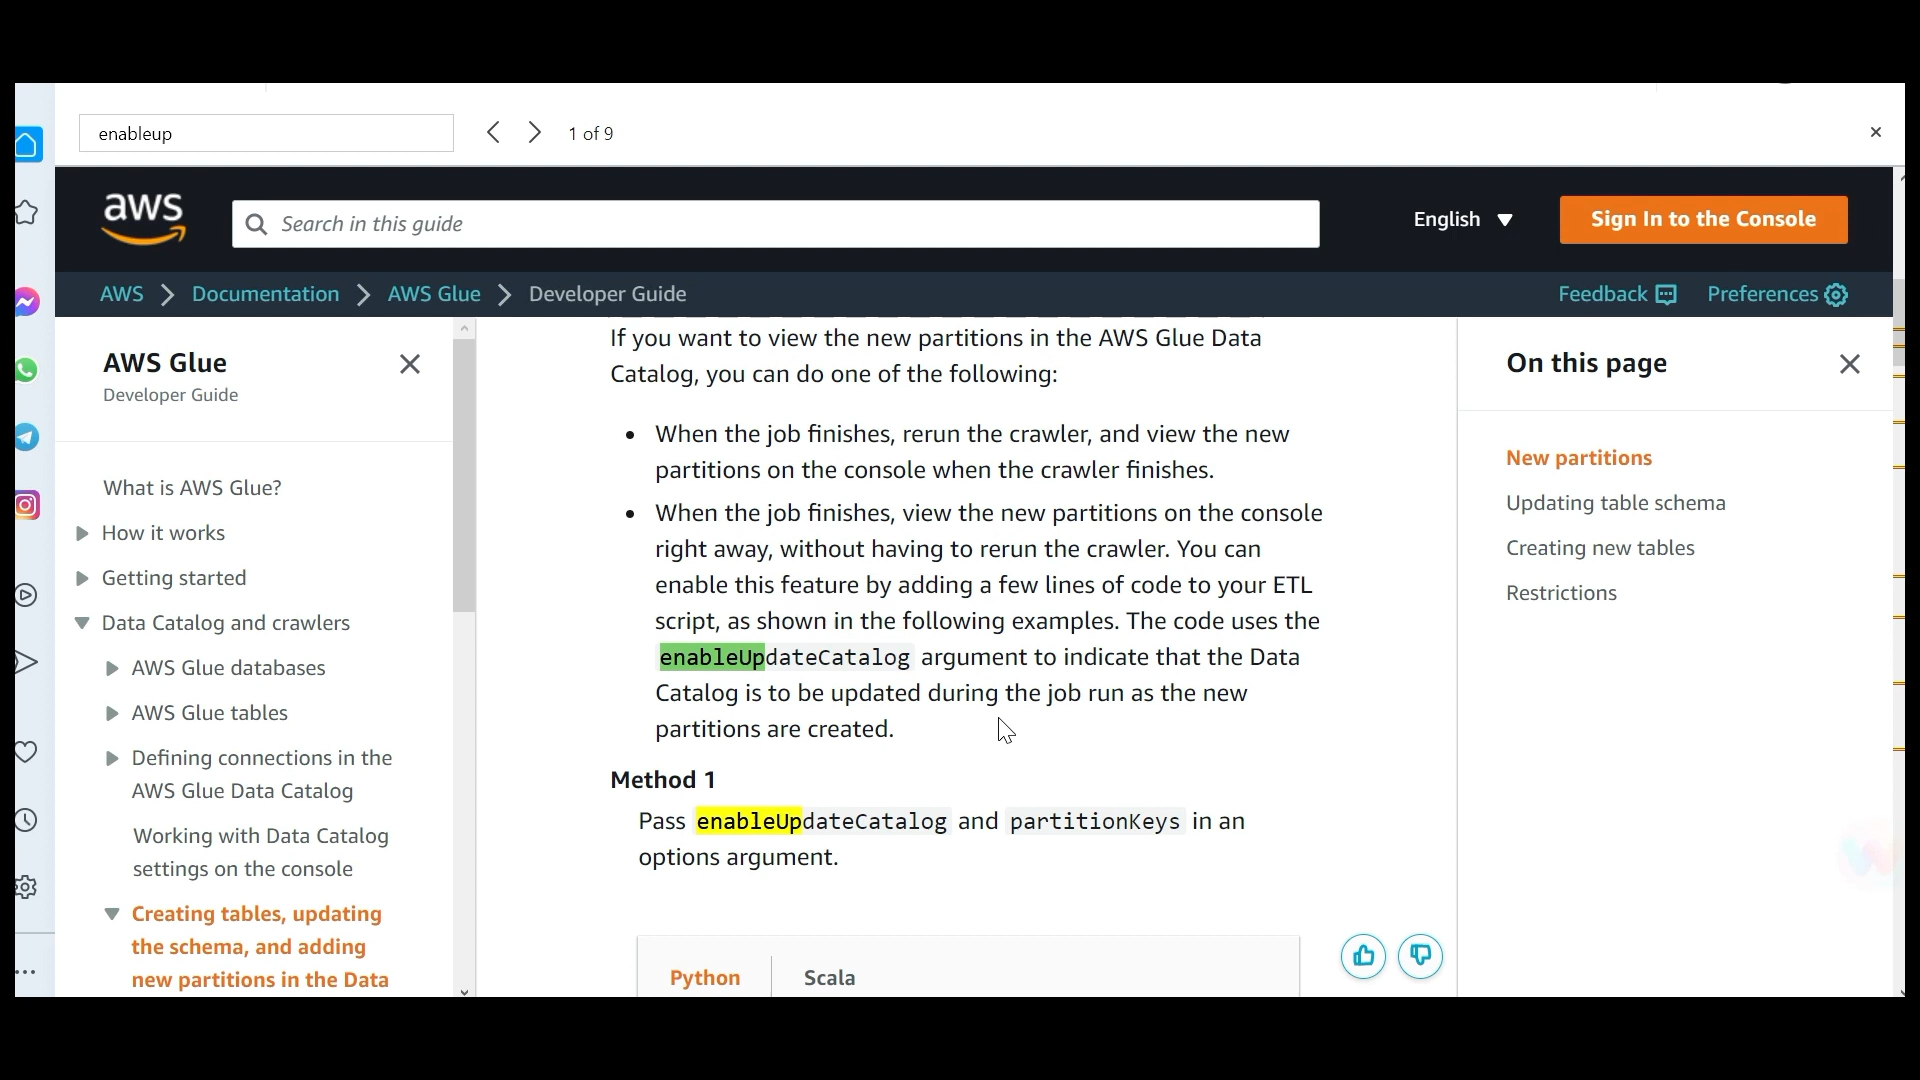 enableup
1 of 9
aws
Search in this guide
English
Sign In to the Console
AWS
Documentation
AWS Glue
Developer Guide
Feedback
Preferences
AWS Glue
Developer Guide
What is AWS Glue?
How it works
Getting started
Data Catalog and crawlers
AWS Glue databases
AWS Glue tables
Defining connections in the
AWS Glue Data Catalog
Working with Data Catalog
settings on the console
Creating tables, updating
the schema, and adding
new partitions in the Data
If you want to view the new partitions in the AWS Glue Data
Catalog, you can do one of the following:
• When the job finishes, rerun the crawler, and view the new
partitions on the console when the crawler finishes.
• When the job finishes, view the new partitions on the console
right away, without having to rerun the crawler. You can
enable this feature by adding a few lines of code to your ETL
script, as shown in the following examples. The code uses the
enableUpdateCatalog argument to indicate that the Data
Catalog is to be updated during the job run as the new
partitions are created.
Method 1
Pass enableUpdateCatalog and partitionKeys in an
options argument.
Python
Scala
On this page
New partitions
Updating table schema
Creating new tables
Restrictions